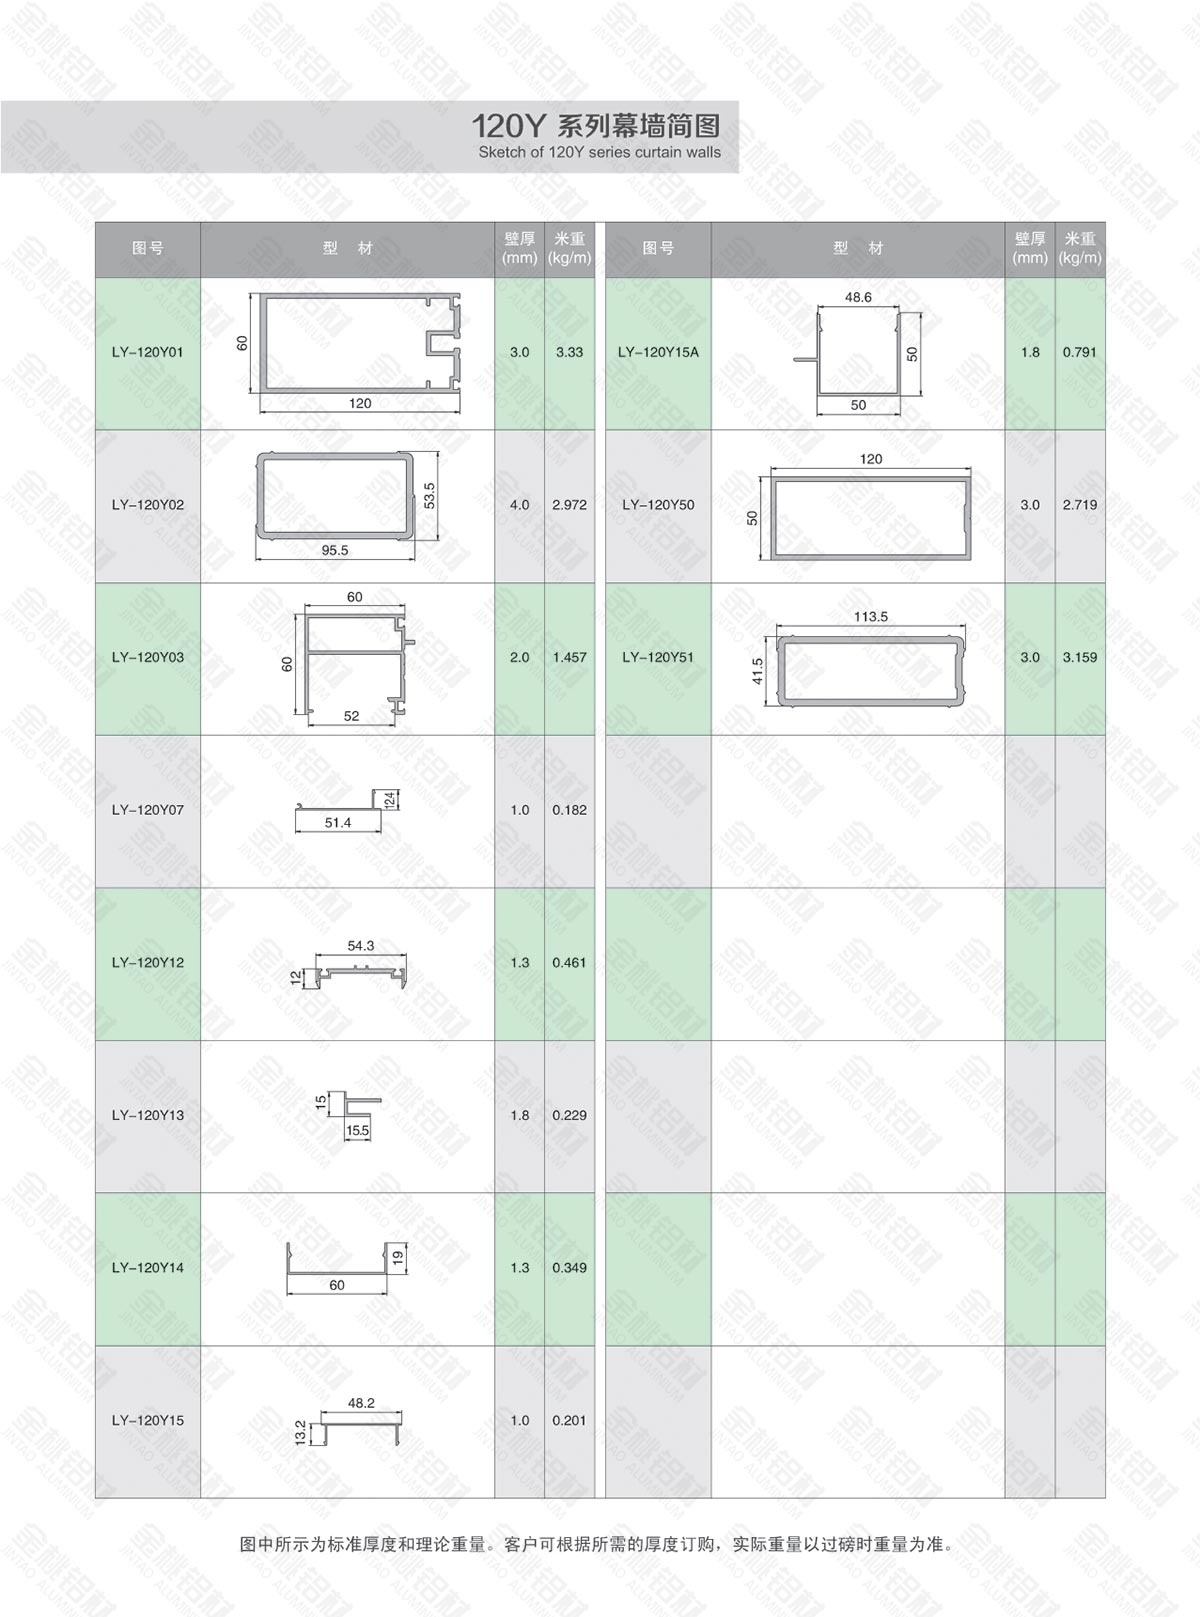 120Y 系列幕墙简图
Sketch of 120Y series curtain walls
图号 型 材 壁厚(mm) 米重(kg/m) 图号 型 材 壁厚(mm) 米重(kg/m)
LY-120Y01 60 120 3.0 3.33
LY-120Y15A 48.6 50 50 1.8 0.791
LY-120Y02 53.5 95.5 4.0 2.972
LY-120Y50 120 50 3.0 2.719
LY-120Y03 60 60 52 2.0 1.457
LY-120Y51 113.5 41.5 3.0 3.159
LY-120Y07 12.4 51.4 1.0 0.182
LY-120Y12 54.3 12 1.3 0.461
LY-120Y13 15 15.5 1.8 0.229
LY-120Y14 19 60 1.3 0.349
LY-120Y15 48.2 13.2 1.0 0.201
图中所示为标准厚度和理论重量。客户可根据所需的厚度订购，实际重量以过磅时重量为准。
金桃铝材
JINTAO ALUMINIUM